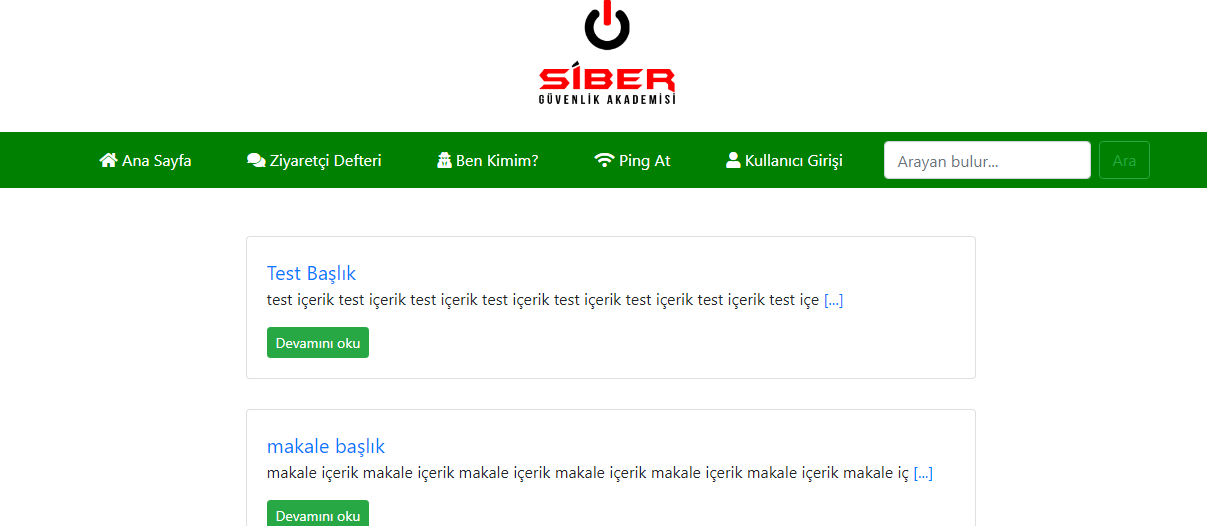 SİBER
GÜVENLİK AKADEMİSİ
Ana Sayfa Ziyaretçi Defteri Ben Kimim? Ping At Kullanıcı Girişi Arayan bulur... Ara
Test Başlık
test içerik test içerik test içerik test içerik test içerik test içerik test içerik test içe [...]
Devamını oku
makale başlık
makale içerik makale içerik makale içerik makale içerik makale içerik makale içerik makale iç [...]
Devamını oku